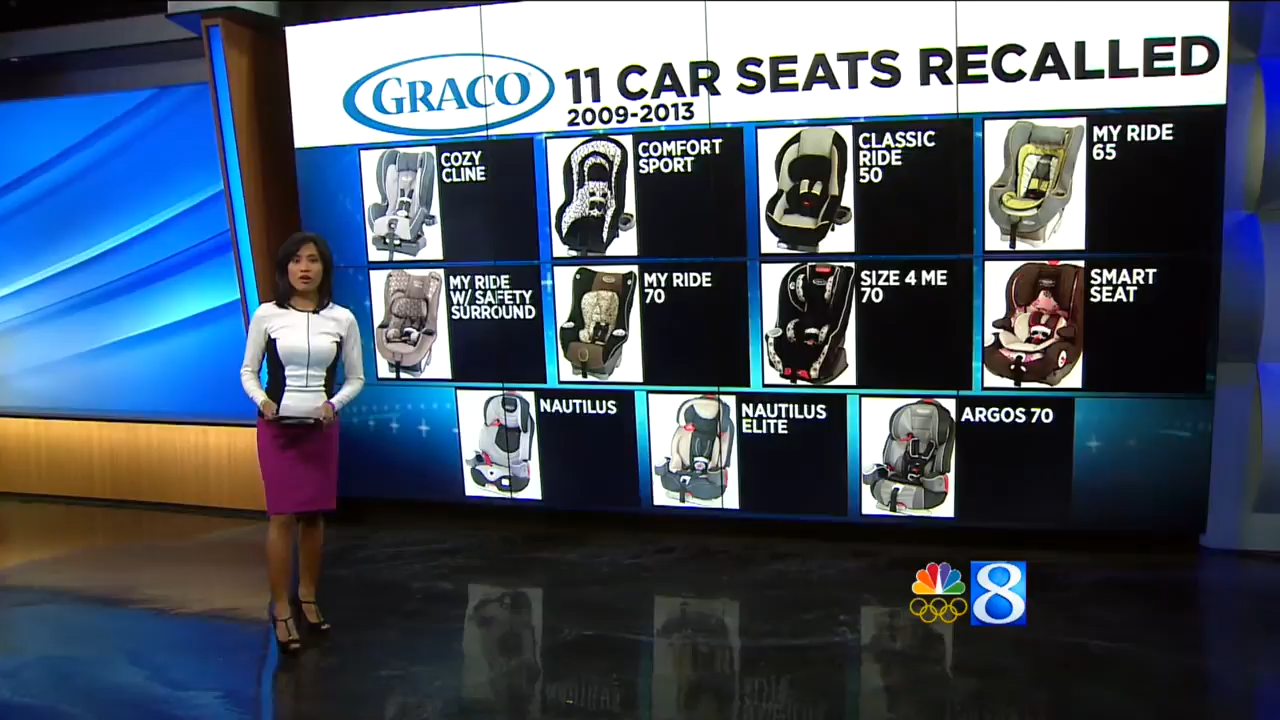 GRACO
11 CAR SEATS RECALLED
2009-2013
COZY
CLINE
COMFORT
SPORT
CLASSIC
RIDE
50
MY RIDE
65
MY RIDE
W/ SAFETY
SURROUND
MY RIDE
70
SIZE 4 ME
70
SMART
SEAT
NAUTILUS
NAUTILUS
ELITE
ARGOS 70
8